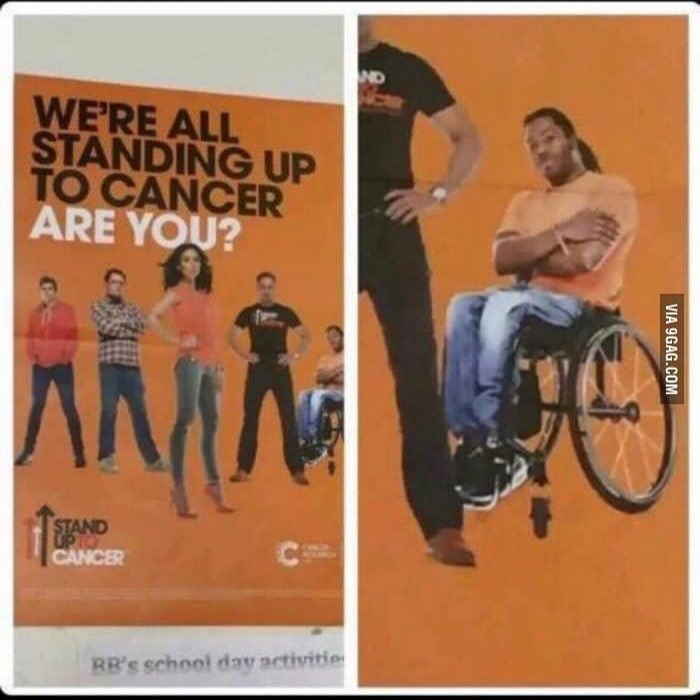 WE'RE ALL
STANDING UP
TO CANCER
ARE YOU?
STAND
UP TO
CANCER
BB's school day activities
AND
VIA 9GAG.COM